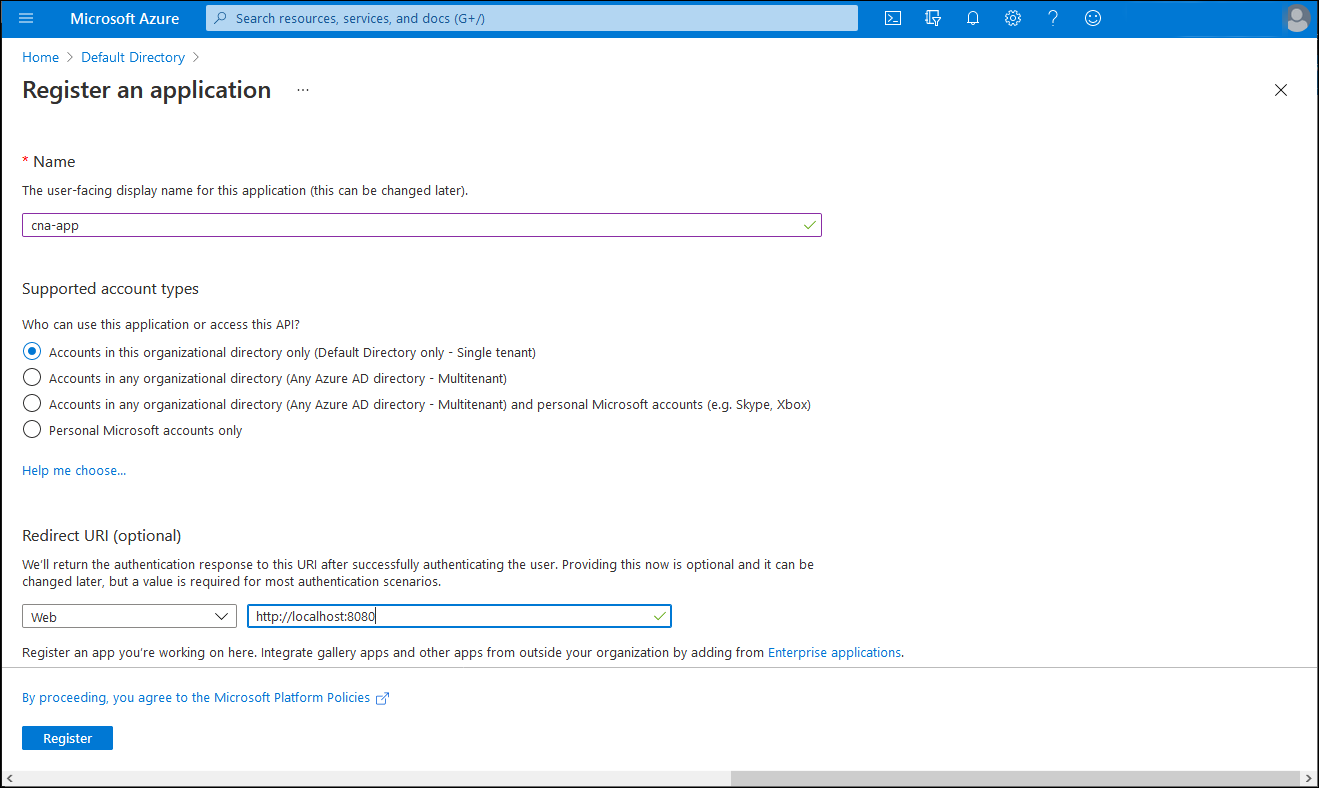 Microsoft Azure
Search resources, services, and docs (G+/)
Home > Default Directory >
Register an application ...
* Name
The user-facing display name for this application (this can be changed later).
cna-app
Supported account types
Who can use this application or access this API?
Accounts in this organizational directory only (Default Directory only - Single tenant)
Accounts in any organizational directory (Any Azure AD directory - Multitenant)
Accounts in any organizational directory (Any Azure AD directory - Multitenant) and personal Microsoft accounts (e.g. Skype, Xbox)
Personal Microsoft accounts only
Help me choose...
Redirect URI (optional)
We'll return the authentication response to this URI after successfully authenticating the user. Providing this now is optional and it can be
changed later, but a value is required for most authentication scenarios.
Web
http://localhost:8080
Register an app you're working on here. Integrate gallery apps and other apps from outside your organization by adding from Enterprise applications.
By proceeding, you agree to the Microsoft Platform Policies
Register